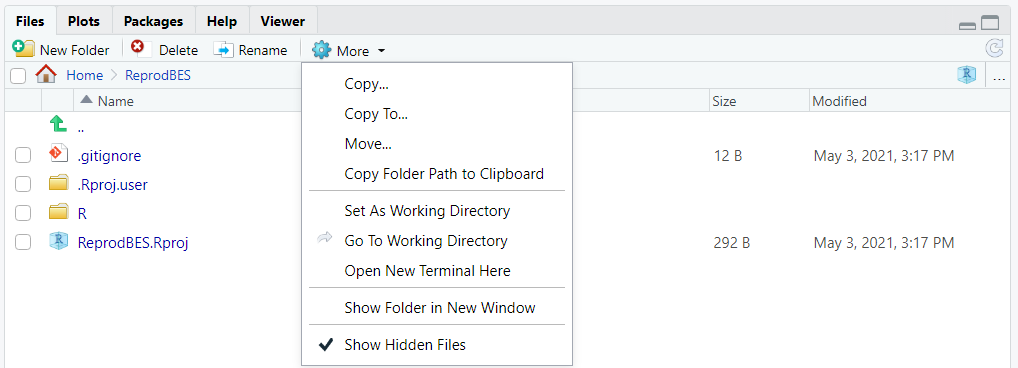 Files Plots Packages Help Viewer
New Folder Delete Rename More
Home ReprodBES ...
Name Size Modified
..
.gitignore 12 B May 3, 2021, 3:17 PM
.Rproj.user
R
ReprodBES.Rproj 292 B May 3, 2021, 3:17 PM
Copy...
Copy To...
Move...
Copy Folder Path to Clipboard
Set As Working Directory
Go To Working Directory
Open New Terminal Here
Show Folder in New Window
Show Hidden Files